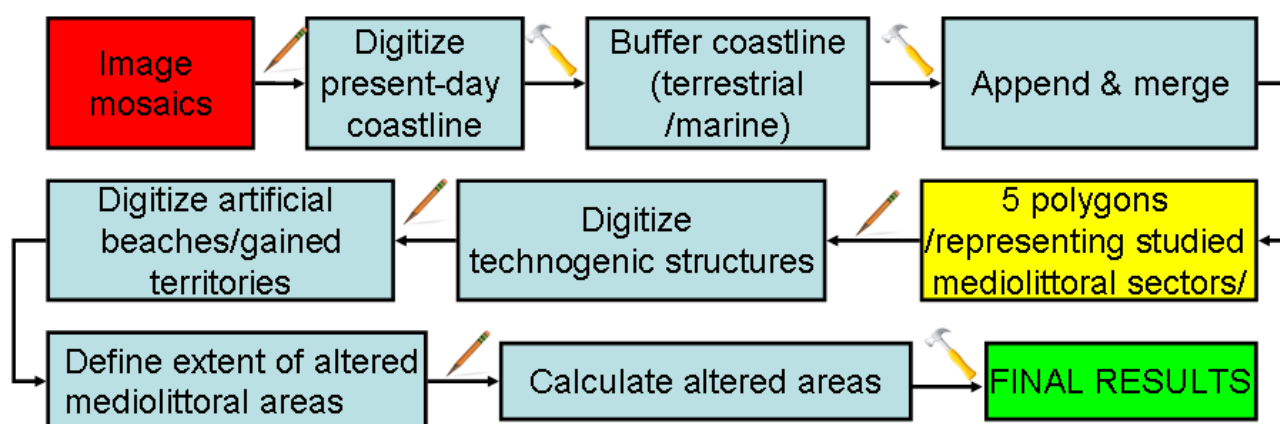 Image
mosaics
Digitize
present-day
coastline
Buffer coastline
(terrestrial
/marine)
Append & merge
5 polygons
/representing studied
mediolittoral sectors/
Digitize
technogenic structures
Digitize artificial
beaches/gained
territories
Define extent of altered
mediolittoral areas
Calculate altered areas
FINAL RESULTS